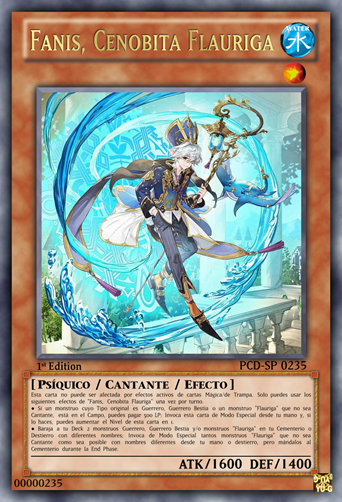 Fanis, Cenobita Flauriga
WATER
水
1st Edition
PCD-SP 0235
[Psíquico / Cantante / Efecto]
Esta carta no puede ser afectada por efectos activos de cartas Mágica/de Trampa. Solo puedes usar los
siguientes efectos de "Fanis, Cenobita Flauriga" una vez por turno.
● Si un monstruo cuyo Tipo original es Guerrero, Guerrero Bestia o un monstruo "Flauriga" que no sea
Cantante, está en el Campo, puedes pagar 500 LP: Invoca esta carta de Modo Especial desde tu mano y, si
lo haces, puedes aumentar el Nivel de esta carta en 1.
● Baraja a tu Deck 2 monstruos Guerrero, Guerrero Bestia y/o monstruos "Flauriga" en tu Cementerio o
Destierro con diferentes nombres; Invoca de Modo Especial tantos monstruos "Flauriga" que no sea
Cantante como sea posible con nombres diferentes desde tu mano o destierro, pero mándalos al
Cementerio durante la End Phase.
ATK/1600 DEF/1400
00000235